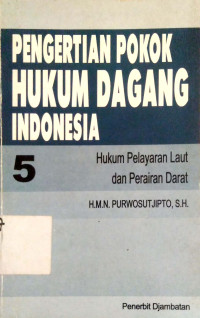 PENGERTIAN POKOK
HUKUM DAGANG
INDONESIA
5
Hukum Pelayaran Laut
dan Perairan Darat
H.M.N. PURWOSUTJIPTO, S.H.
Penerbit Djambatan